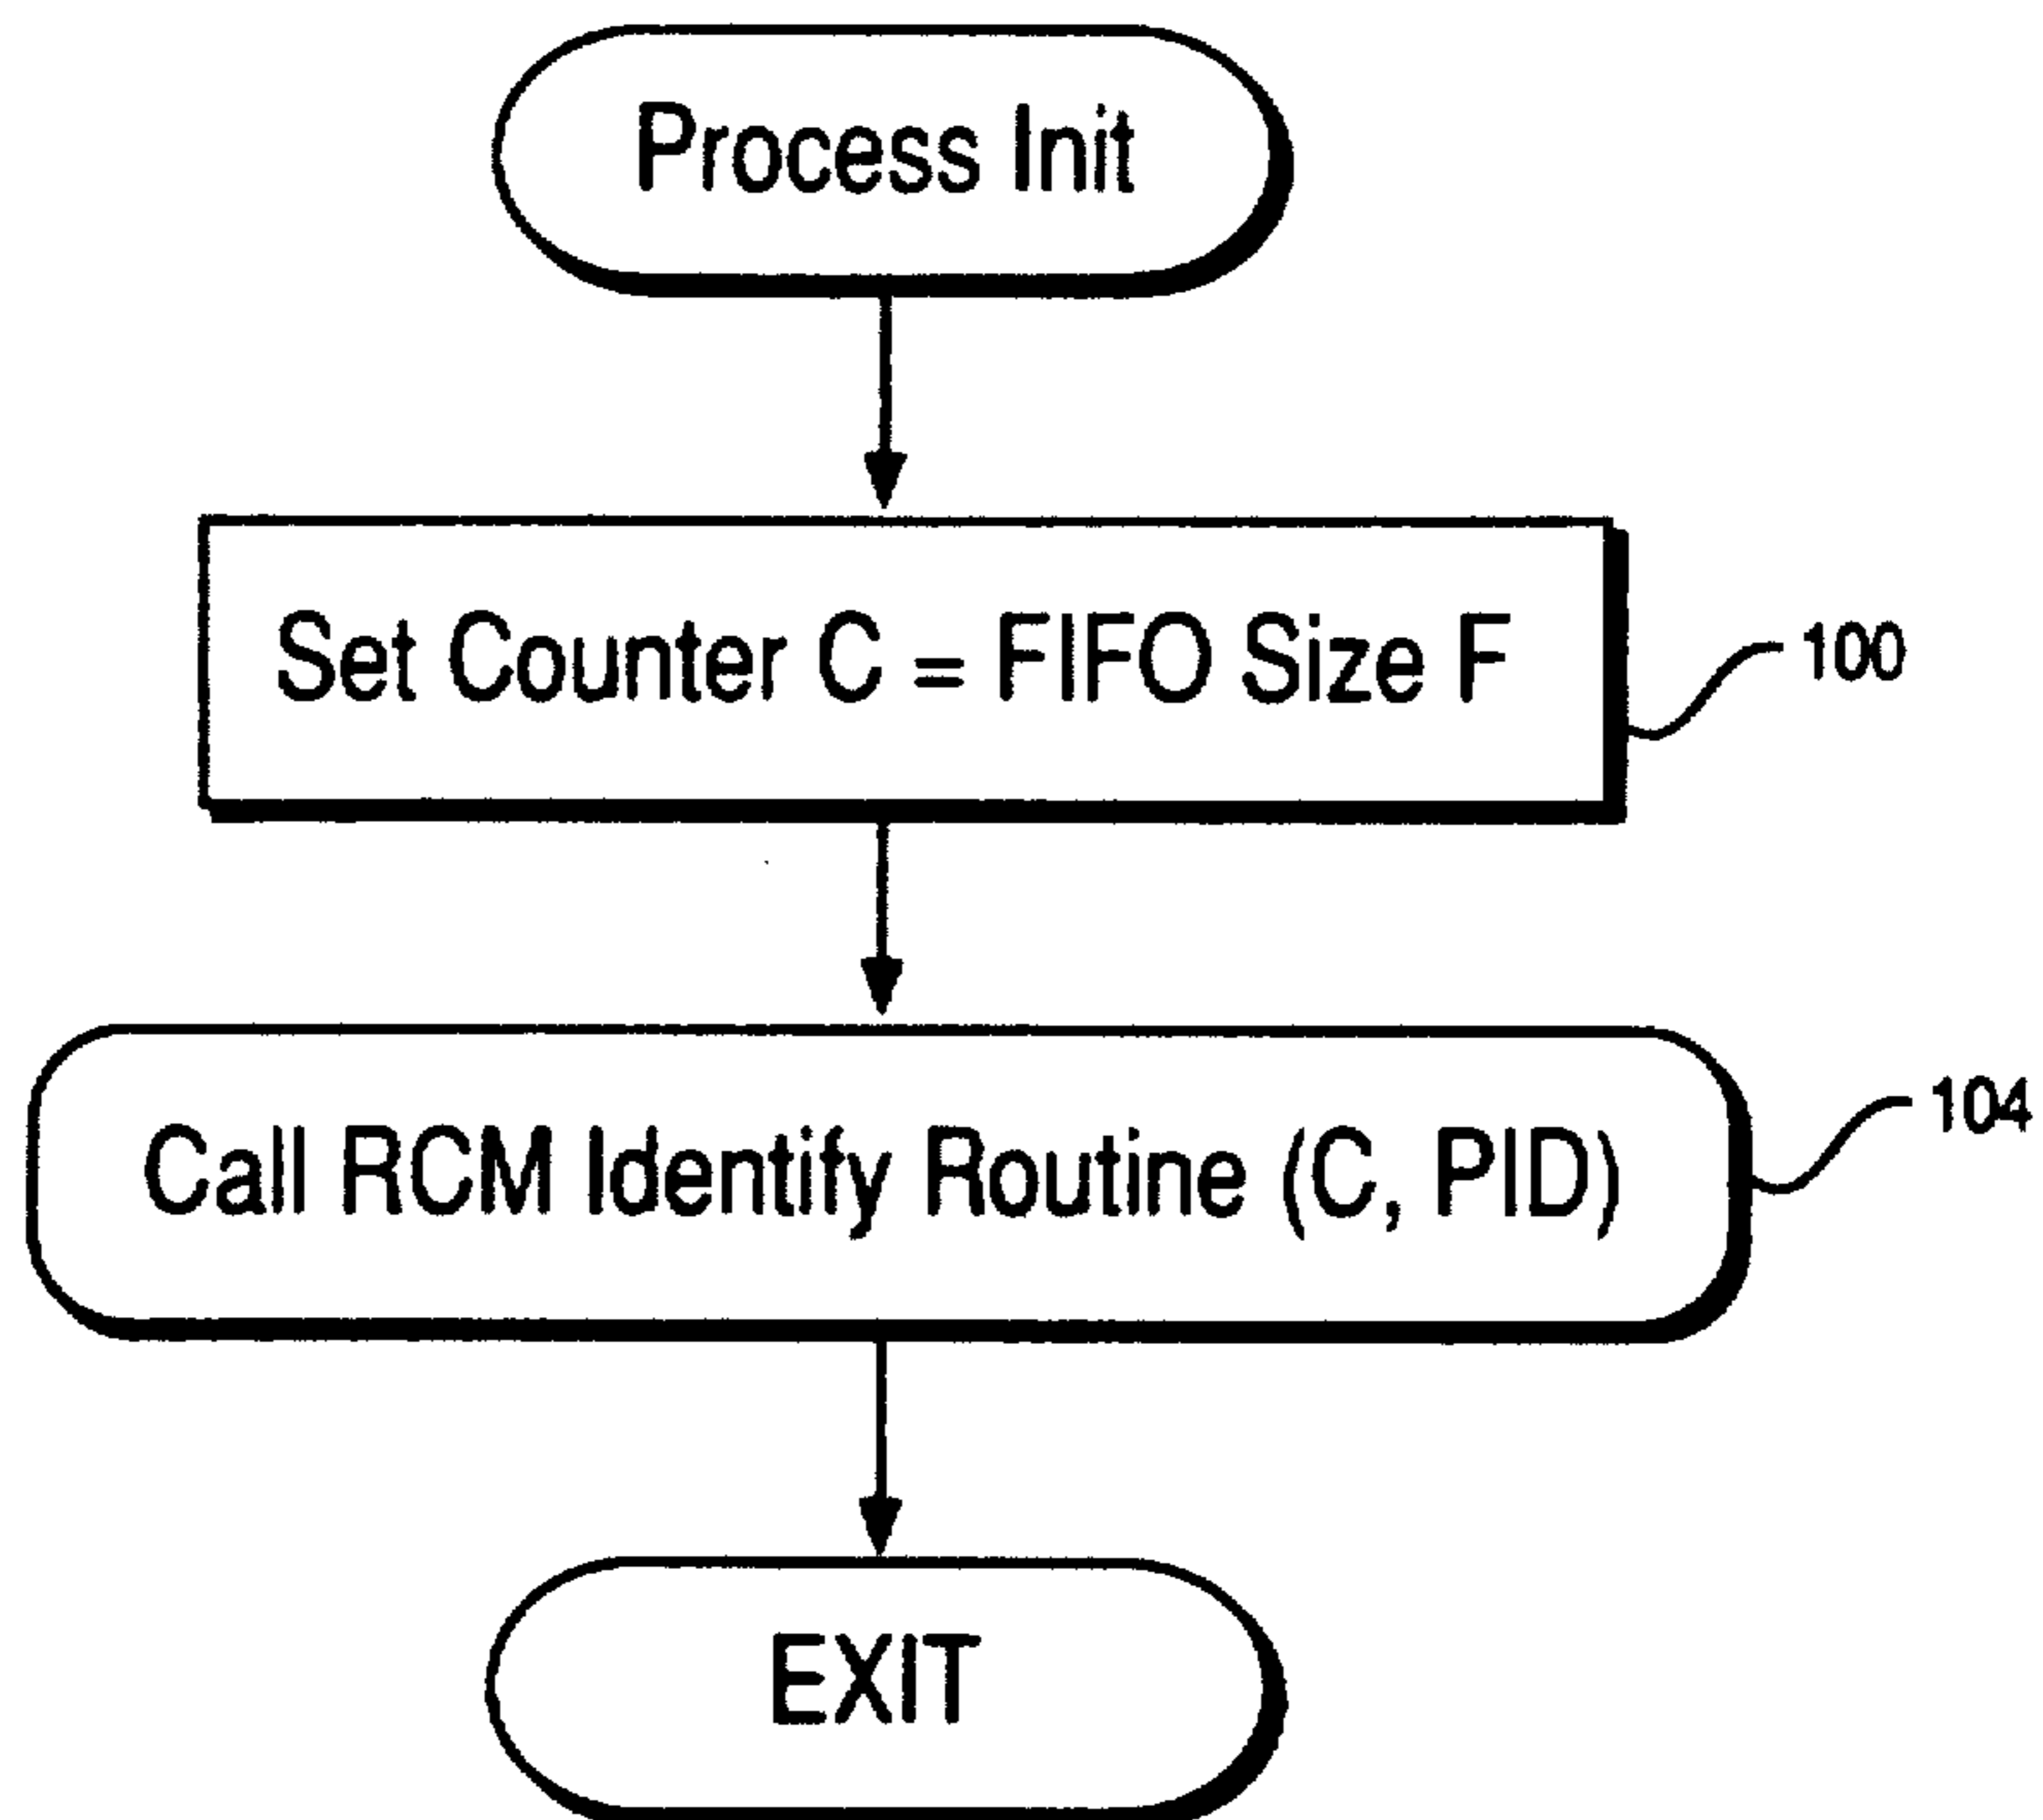 Process Init
Set Counter C = FIFO Size F
100
Call RCM Identify Routine (C, PID)
104
EXIT